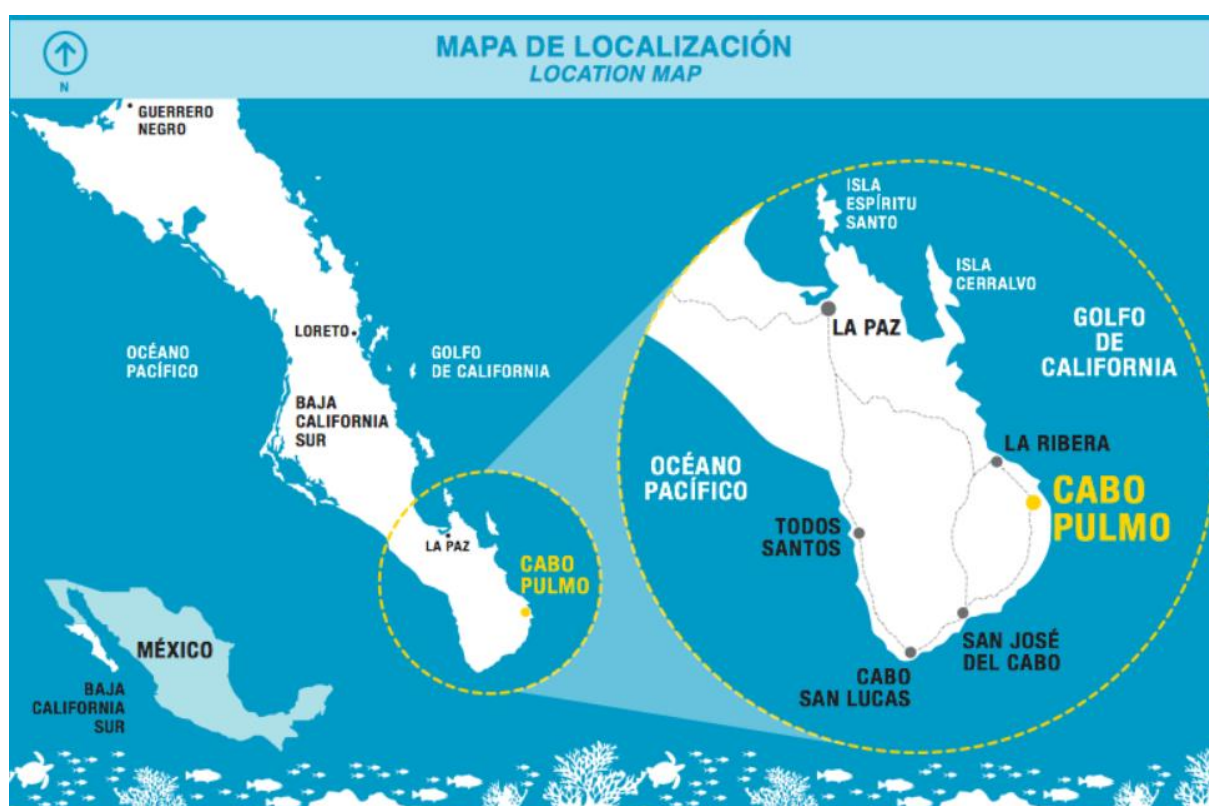 MAPA DE LOCALIZACIÓN
LOCATION MAP
N
GUERRERO
NEGRO
LORETO
OCÉANO
PACÍFICO
GOLFO
DE CALIFORNIA
BAJA
CALIFORNIA
SUR
LA PAZ
CABO
PULMO
MÉXICO
BAJA
CALIFORNIA
SUR
ISLA
ESPÍRITU
SANTO
ISLA
CERRALVO
LA PAZ
GOLFO
DE
CALIFORNIA
LA RIBERA
OCÉANO
PACÍFICO
CABO
PULMO
TODOS
SANTOS
SAN JOSÉ
DEL CABO
CABO
SAN LUCAS